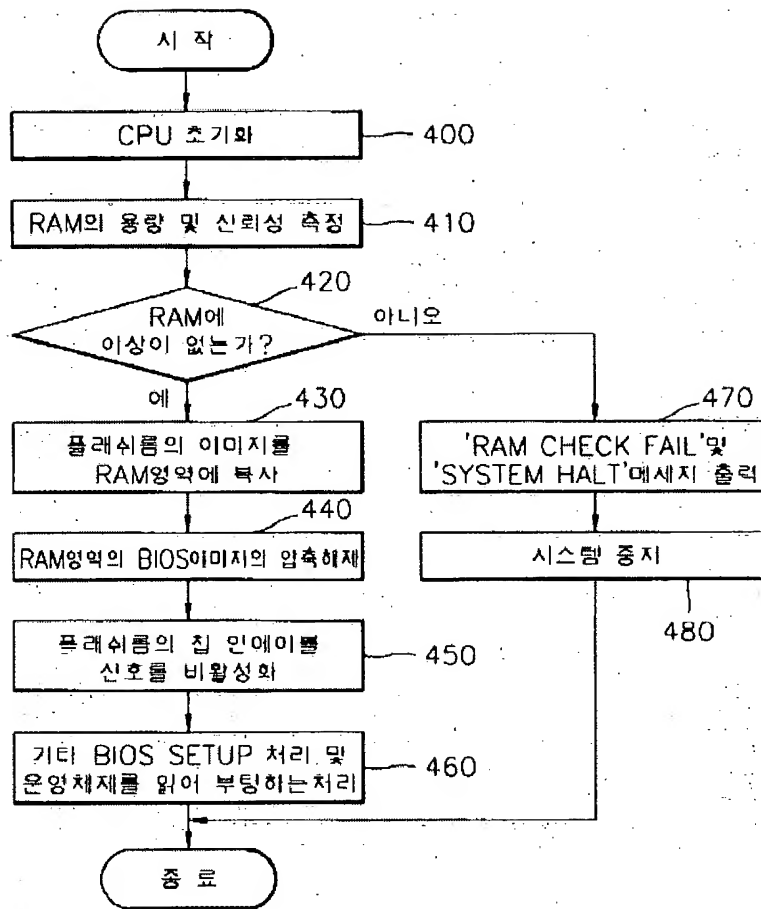 시 작
CPU 초기화
400
RAM의 용량 및 신뢰성 측정
410
420
RAM에
이상이 없는가?
아니오
예
430
플래쉬롬의 이미지를
RAM영역에 복사
470
'RAM CHECK FAIL'및
'SYSTEM HALT'메세지 출력
440
RAM영역의 BIOS이미지의 압축해제
시스템 중지
480
플래쉬롬의 칩 인에이블
신호를 비활성화
450
기타 BIOS SETUP 처리 및
운영체제를 읽어 부팅하는처리
460
종 료